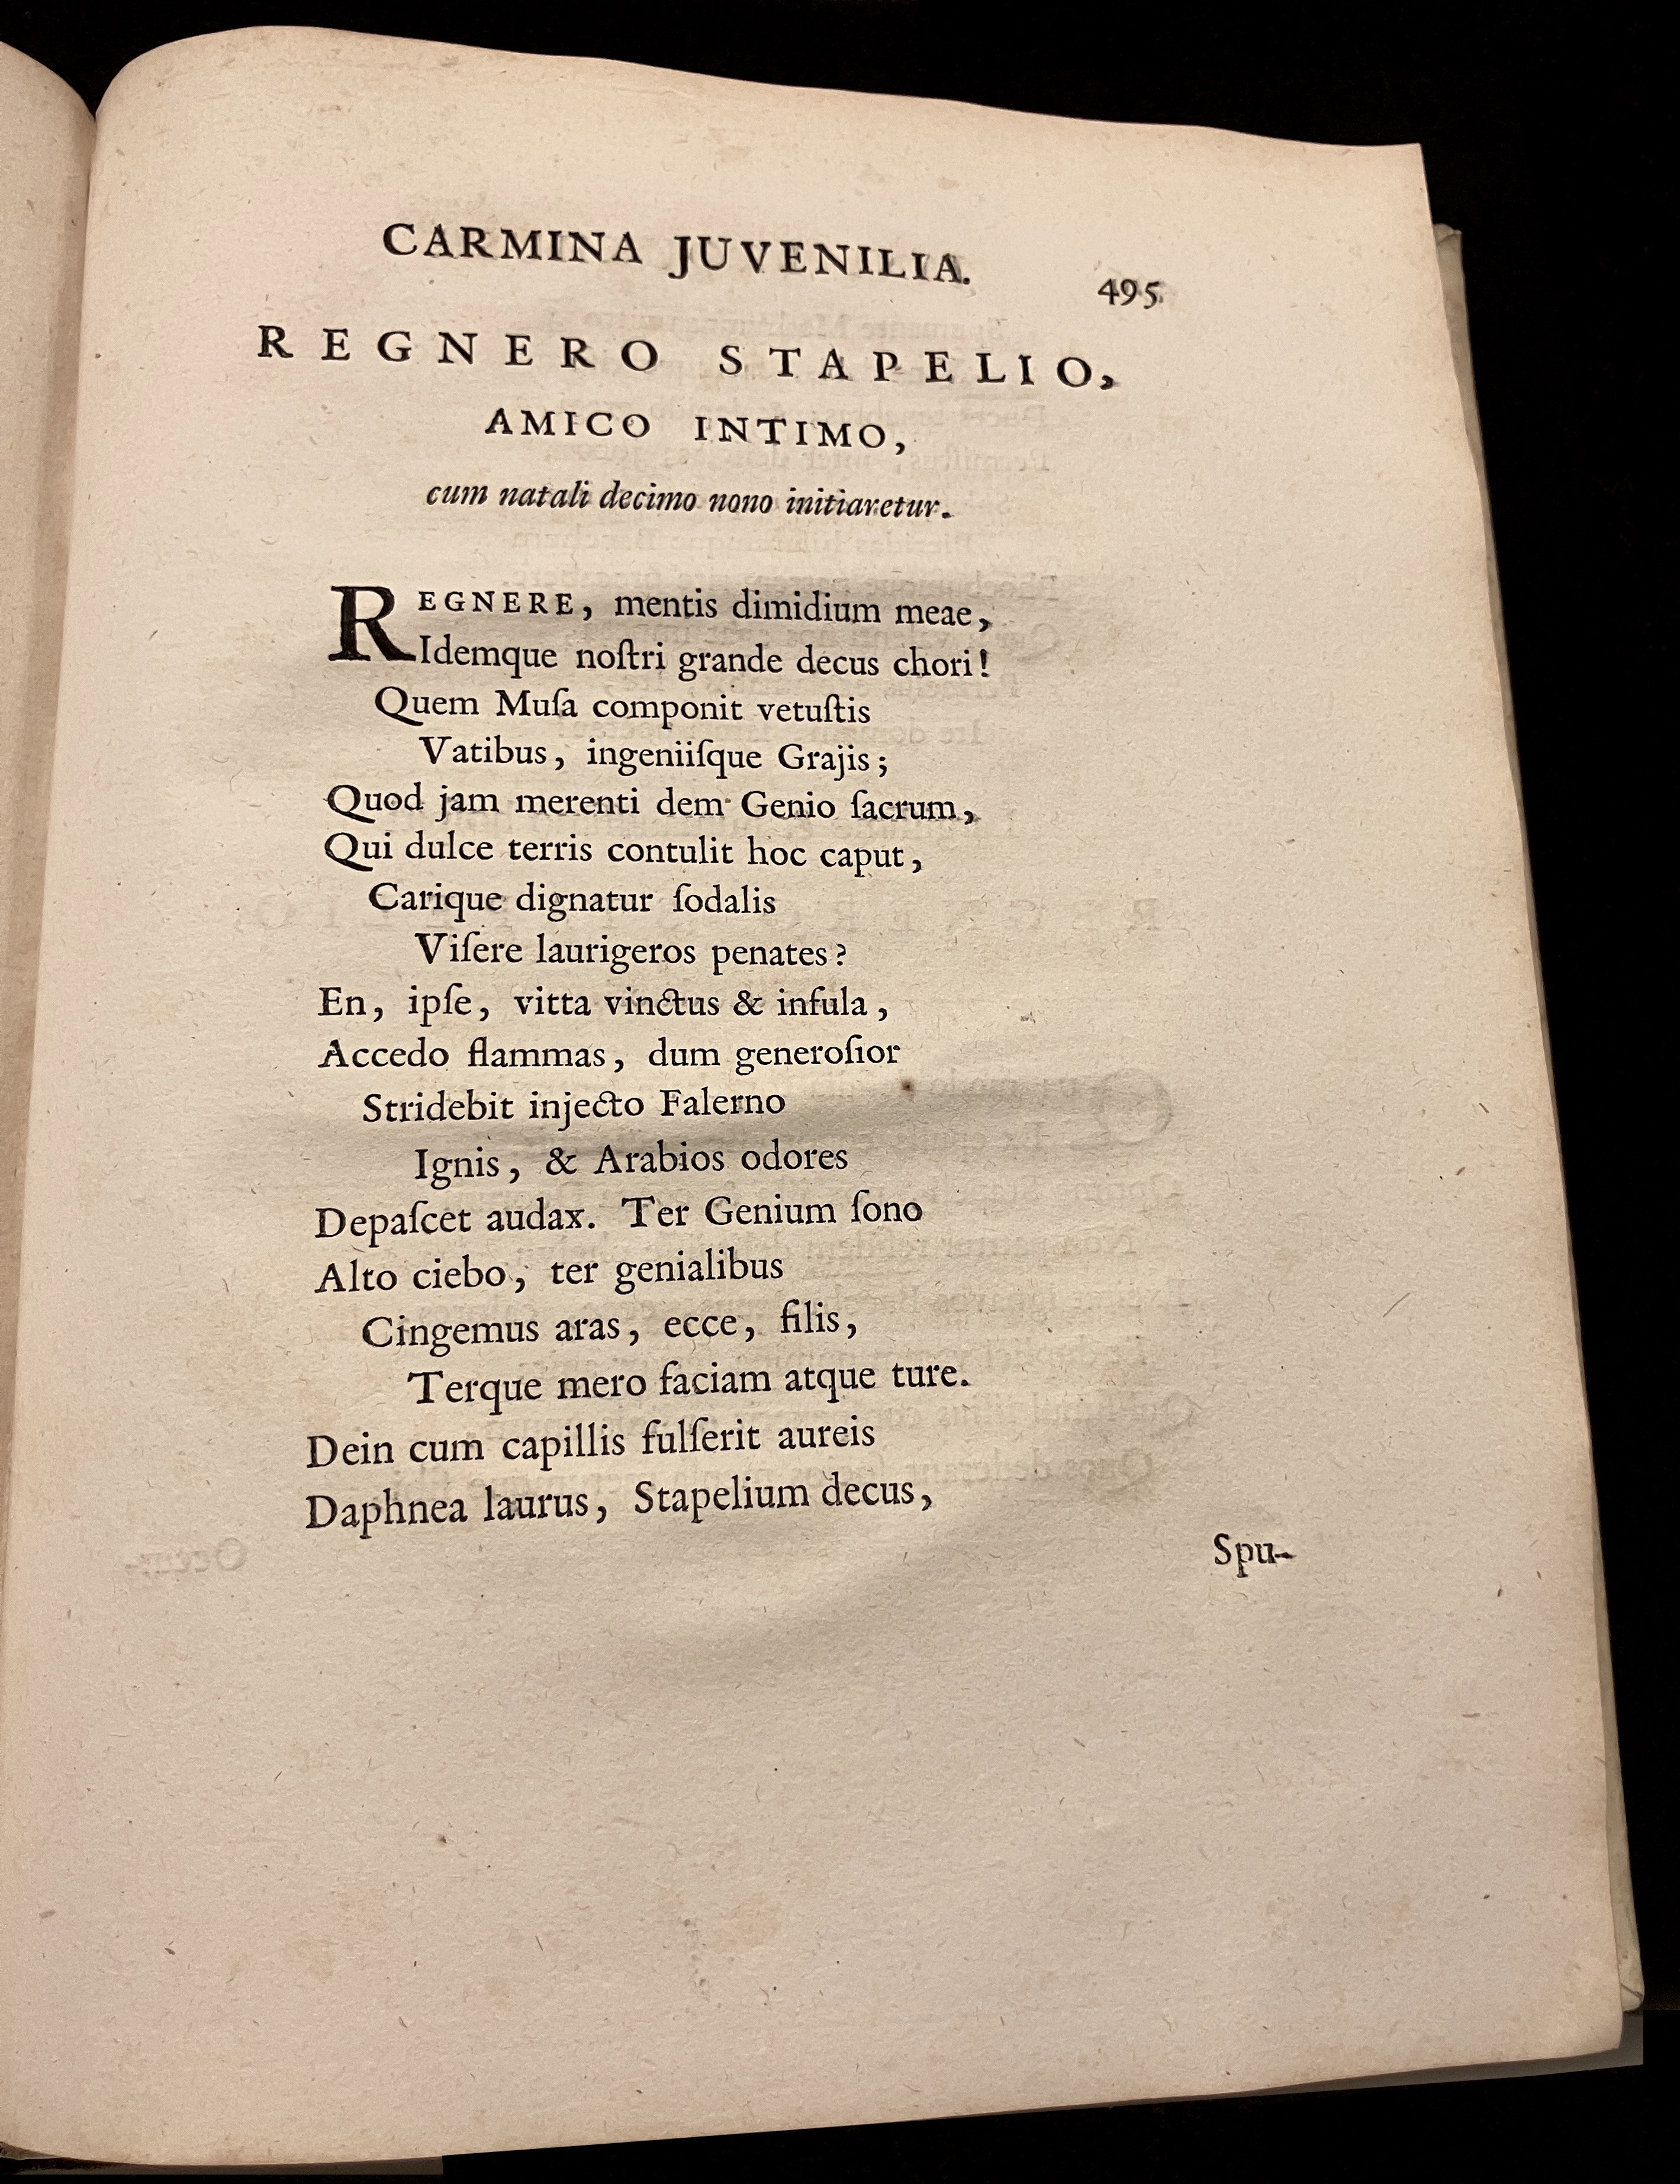 CARMINA JUVENILIA.
495
REGNERO STAPELIO,
AMICO INTIMO,
cum natali decimo nono initiaretur.
REGNERE, mentis dimidium meae,
Idemque noſtri grande decus chori!
Quem Muſa componit vetuſtis
Vatibus, ingeniiſque Grajis;
Quod jam merenti dem Genio ſacrum,
Qui dulce terris contulit hoc caput,
Carique dignatur ſodalis
Viſere laurigeros penates?
En, ipſe, vitta vinctus & infula,
Accedo flammas, dum generoſior
Stridebit injecto Falerno
Ignis, & Arabios odores
Depaſcet audax. Ter Genium ſono
Alto ciebo, ter genialibus
Cingemus aras, ecce, filis,
Terque mero faciam atque ture.
Dein cum capillis fulſerit aureis
Daphnea laurus, Stapelium decus,
Spu-